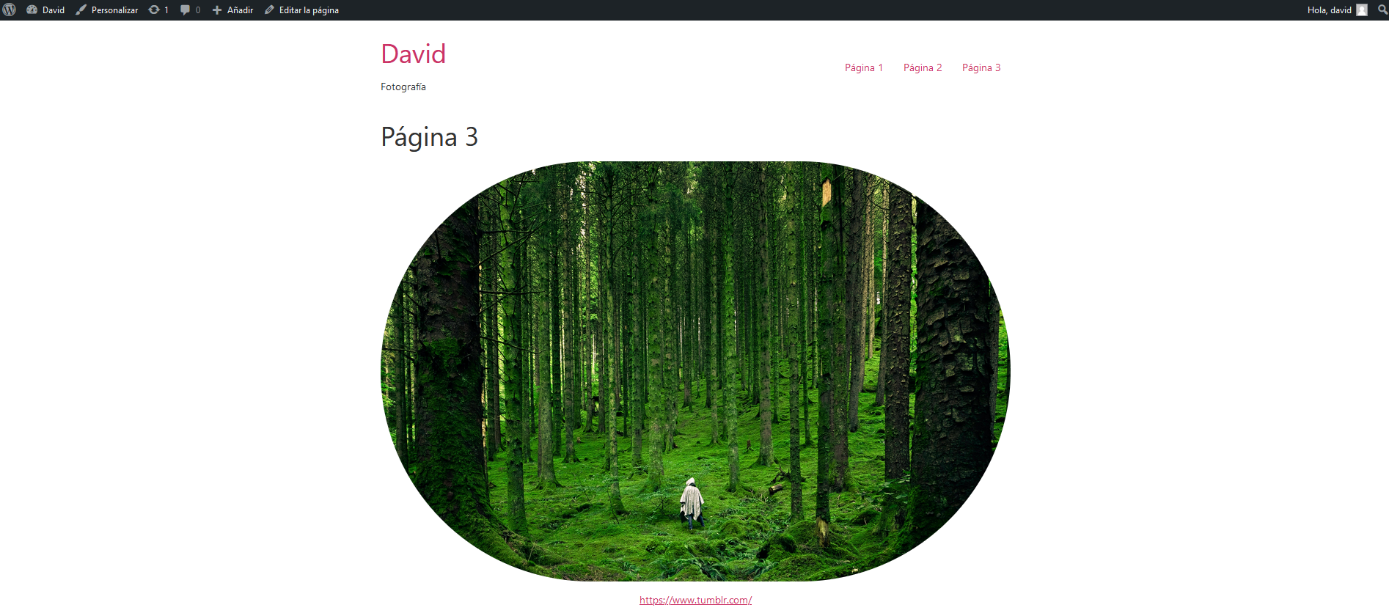 David Personalizar 1 0 Añadir Editar la página Hola, david
David
Página 1 Página 2 Página 3
Fotografía
Página 3
https://www.tumblr.com/